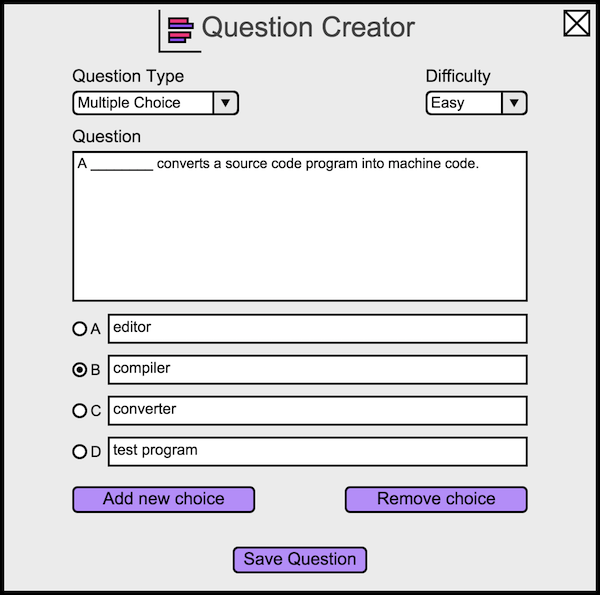 Question Creator
Question Type
Difficulty
Multiple Choice
Easy
Question
A ________ converts a source code program into machine code.
A editor
B compiler
C converter
D test program
Add new choice
Remove choice
Save Question